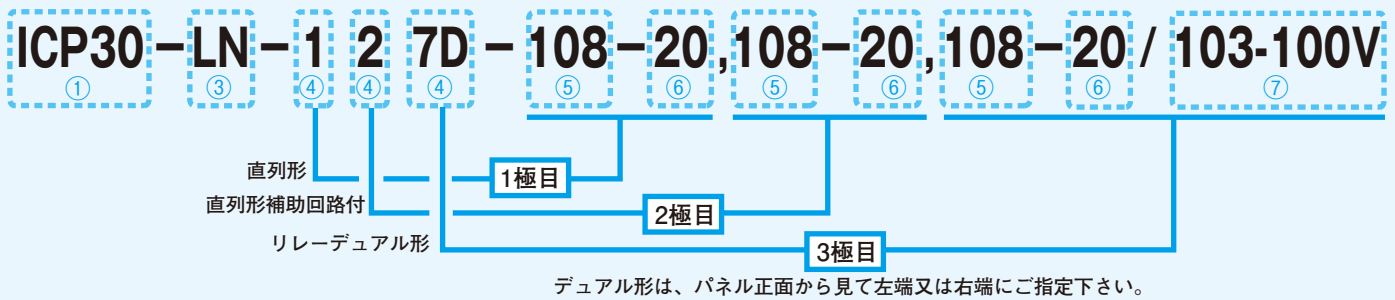 ICP30-LN-1 2 7D-108-20,108-20,108-20/103-100V
① ③ ④ ④ ④ ⑤ ⑥ ⑤ ⑥ ⑤ ⑥ ⑦
直列形 1極目
直列形補助回路付 2極目
リレーデュアル形 3極目
デュアル形は、パネル正面から見て左端又は右端にご指定下さい。